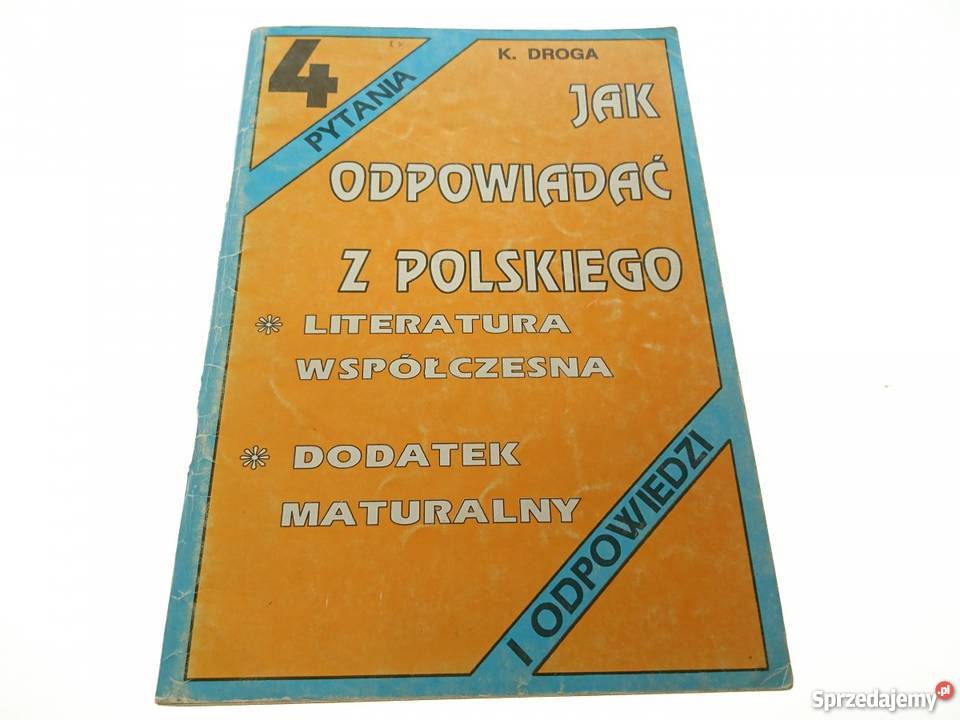 4
PYTANIA
K. DROGA
JAK
ODPOWIADAĆ
Z POLSKIEGO
* LITERATURA
WSPÓŁCZESNA
* DODATEK
MATURALNY
I ODPOWIEDZI
Sprzedajemy.pl